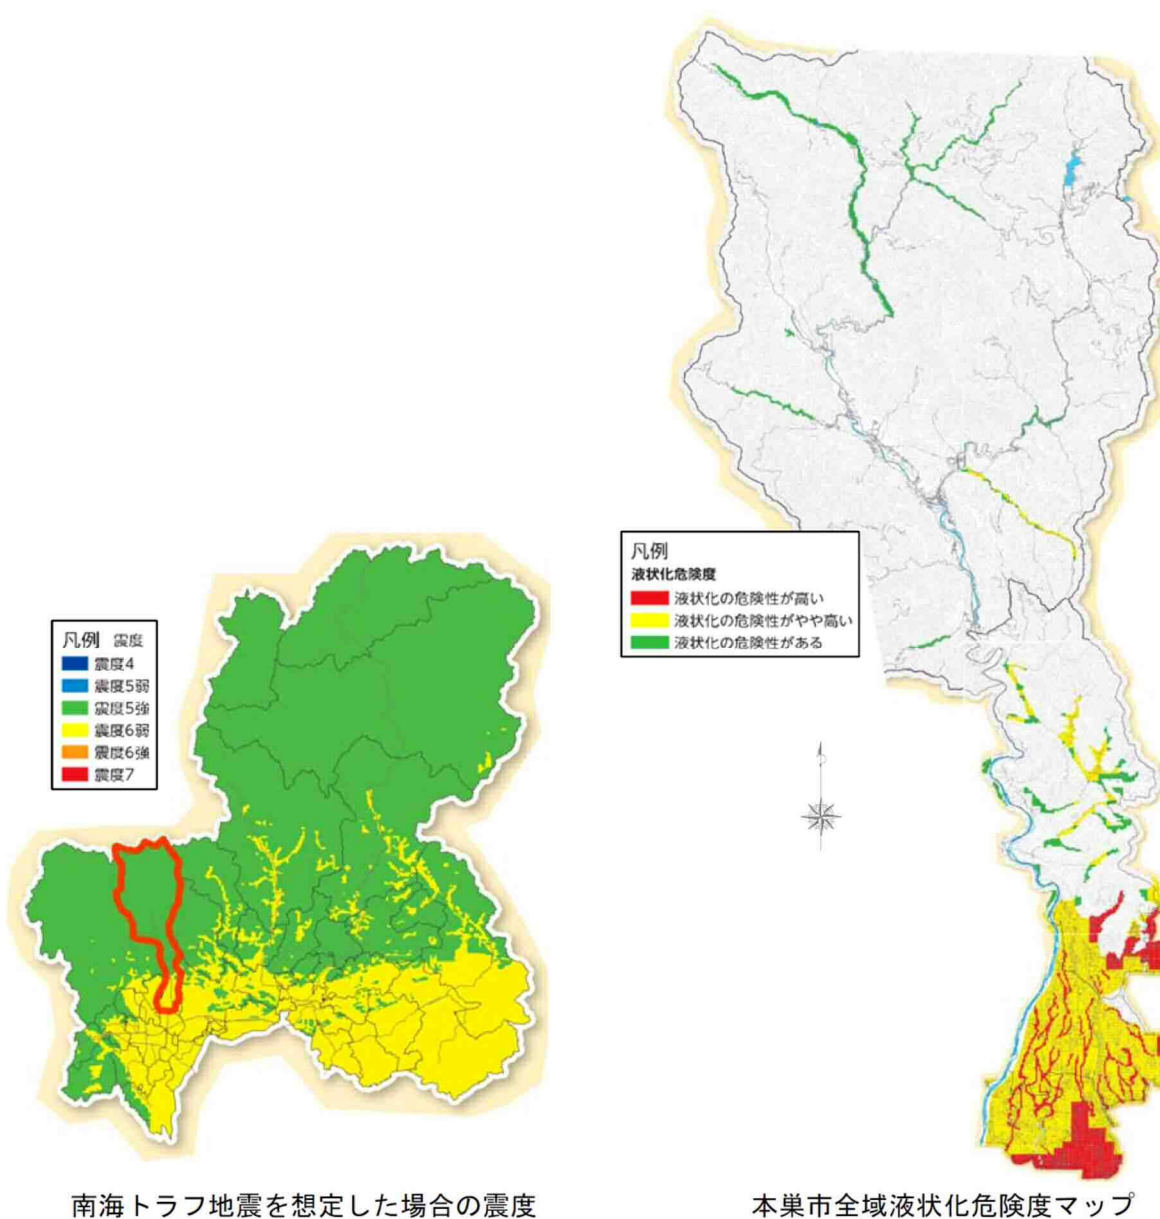 凡例 震度
震度4
震度5弱
震度5強
震度6弱
震度6強
震度7
南海トラフ地震を想定した場合の震度
凡例
液状化危険度
液状化の危険性が高い
液状化の危険性がやや高い
液状化の危険性がある
本巣市全域液状化危険度マップ